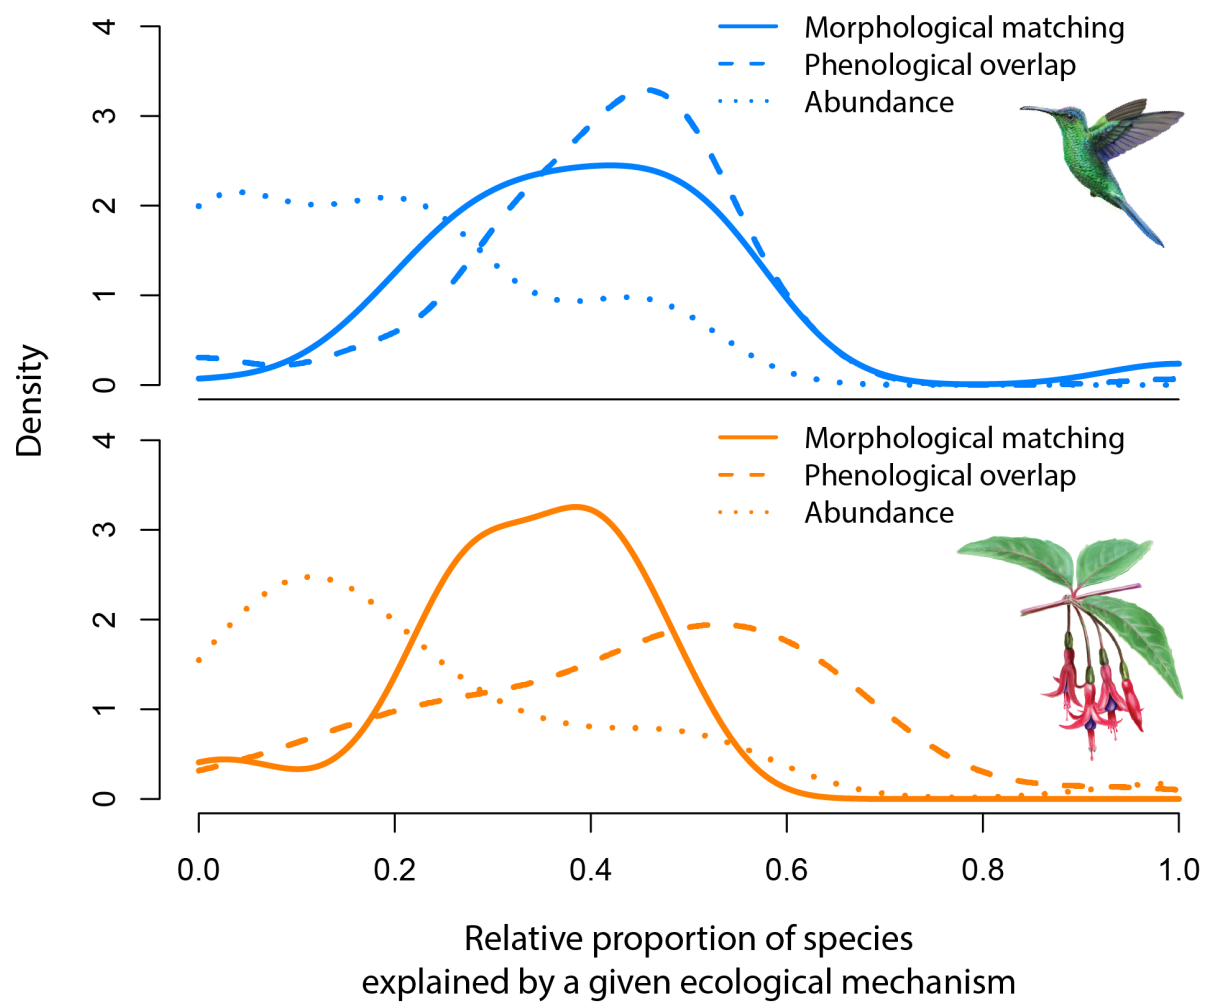 4
3
2
1
0
Morphological matching
Phenological overlap
Abundance
Density
4
3
2
1
0
Morphological matching
Phenological overlap
Abundance
0.0 0.2 0.4 0.6 0.8 1.0
Relative proportion of species
explained by a given ecological mechanism